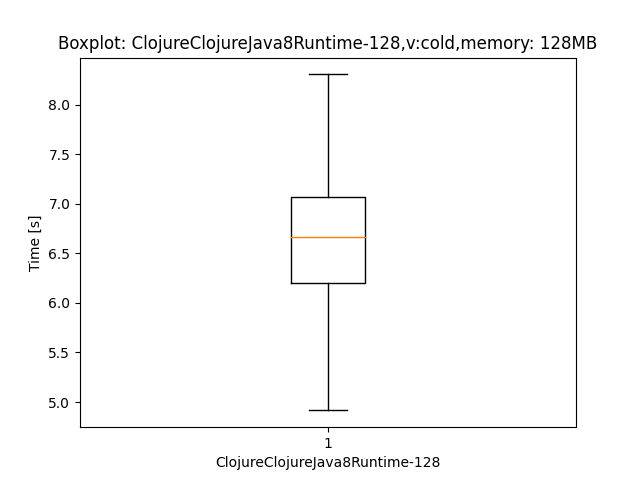 Boxplot: ClojureClojureJava8Runtime-128,v:cold,memory: 128MB
Time [s]
8.0
7.5
7.0
6.5
6.0
5.5
5.0
1
ClojureClojureJava8Runtime-128